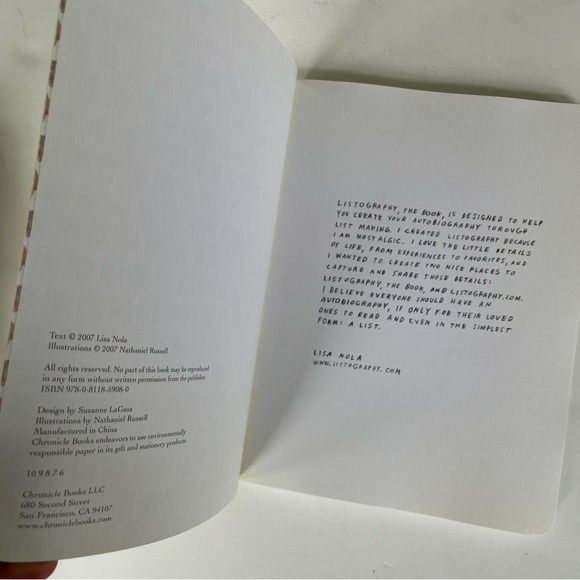 Text © 2007 Lisa Nola
Illustrations © 2007 Nathaniel Russell
All rights reserved. No part of this book may be reproduced
in any form without written permission from the publisher.
ISBN 978-0-8118-5908-0
Design by Suzanne LaGasa
Illustrations by Nathaniel Russell
Manufactured in China
Chronicle Books endeavors to use environmentally
responsible paper in its gift and stationery products.
10 9 8 7 6
Chronicle Books LLC
680 Second Street
San Francisco, CA 94107
www.chroniclebooks.com
LISTOGRAPHY, THE BOOK, IS DESIGNED TO HELP
YOU CREATE YOUR AUTOBIOGRAPHY THROUGH
LIST MAKING. I CREATED LISTOGRAPHY BECAUSE
I AM NOSTALGIC. I LOVE THE LITTLE DETAILS
OF LIFE, FROM EXPERIENCES TO FAVORITES, AND
I WANTED TO CREATE TWO NICE PLACES TO
CAPTURE AND SHARE THOSE DETAILS:
LISTOGRAPHY, THE BOOK, AND LISTOGRAPHY.COM.
I BELIEVE EVERYONE SHOULD HAVE AN
AUTOBIOGRAPHY, IF ONLY FOR THEIR LOVED
ONES TO READ AND EVEN IN THE SIMPLEST
FORM: A LIST.
LISA NOLA
WWW.LISTOGRAPHY.COM